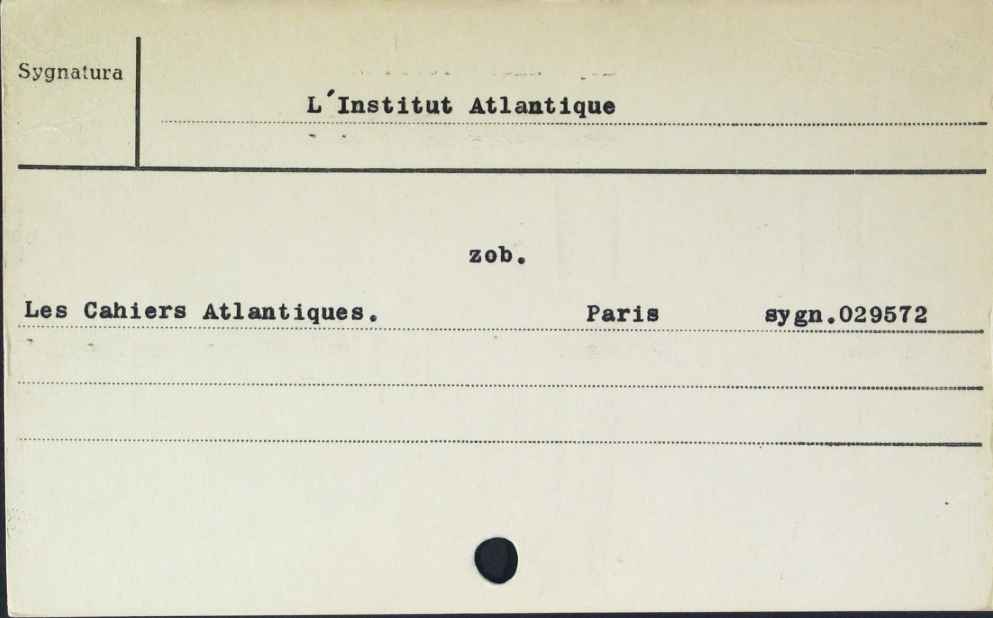 Sygnatura
L'Institut Atlantique
zob.
Les Cahiers Atlantiques. Paris sygn.029572